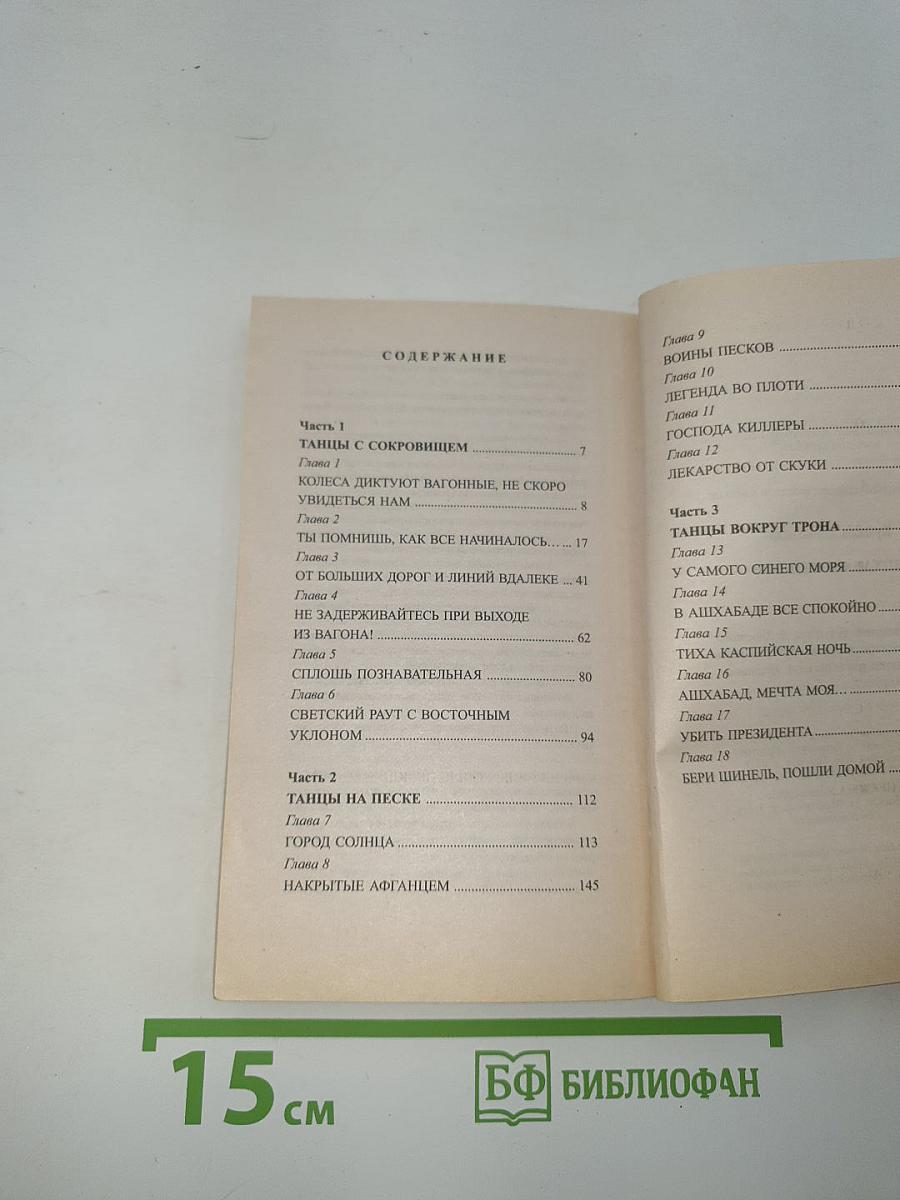 СОДЕРЖАНИЕ
Часть 1
ТАНЦЫ С СОКРОВИЩЕМ ... 7
Глава 1
КОЛЕСА ДИКТУЮТ ВАГОННЫЕ, НЕ СКОРО
УВИДЕТЬСЯ НАМ ... 8
Глава 2
ТЫ ПОМНИШЬ, КАК ВСЕ НАЧИНАЛОСЬ... ... 17
Глава 3
ОТ БОЛЬШИХ ДОРОГ И ЛИНИЙ ВДАЛЕКЕ ... 41
Глава 4
НЕ ЗАДЕРЖИВАЙТЕСЬ ПРИ ВЫХОДЕ
ИЗ ВАГОНА! ... 62
Глава 5
СПЛОШЬ ПОЗНАВАТЕЛЬНАЯ ... 80
Глава 6
СВЕТСКИЙ РАУТ С ВОСТОЧНЫМ
УКЛОНОМ ... 94
Часть 2
ТАНЦЫ НА ПЕСКЕ ... 112
Глава 7
ГОРОД СОЛНЦА ... 113
Глава 8
НАКРЫТЫЕ АФГАНЦЕМ ... 145
Глава 9
ВОИНЫ ПЕСКОВ ...
Глава 10
ЛЕГЕНДА ВО ПЛОТИ ...
Глава 11
ГОСПОДА КИЛЛЕРЫ ...
Глава 12
ЛЕКАРСТВО ОТ СКУКИ ...
Часть 3
ТАНЦЫ ВОКРУГ ТРОНА ...
Глава 13
У САМОГО СИНЕГО МОРЯ ...
Глава 14
В АШХАБАДЕ ВСЕ СПОКОЙНО ...
Глава 15
ТИХА КАСПИЙСКАЯ НОЧЬ ...
Глава 16
АШХАБАД, МЕЧТА МОЯ... ...
Глава 17
УБИТЬ ПРЕЗИДЕНТА ...
Глава 18
БЕРИ ШИНЕЛЬ, ПОШЛИ ДОМОЙ ...
15 см
БФ БИБЛИОФАН